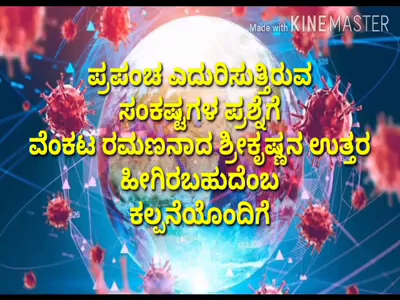 Made with KINEMASTER
ಪ್ರಪಂಚ ಎದುರಿಸುತ್ತಿರುವ
ಸಂಕಷ್ಟಗಳ ಪ್ರಶ್ನೆಗೆ
ವೆಂಕಟ ರಮಣನಾದ ಶ್ರೀಕೃಷ್ಣನ ಉತ್ತರ
ಹೀಗಿರಬಹುದೆಂಬ
ಕಲ್ಪನೆಯೊಂದಿಗೆ